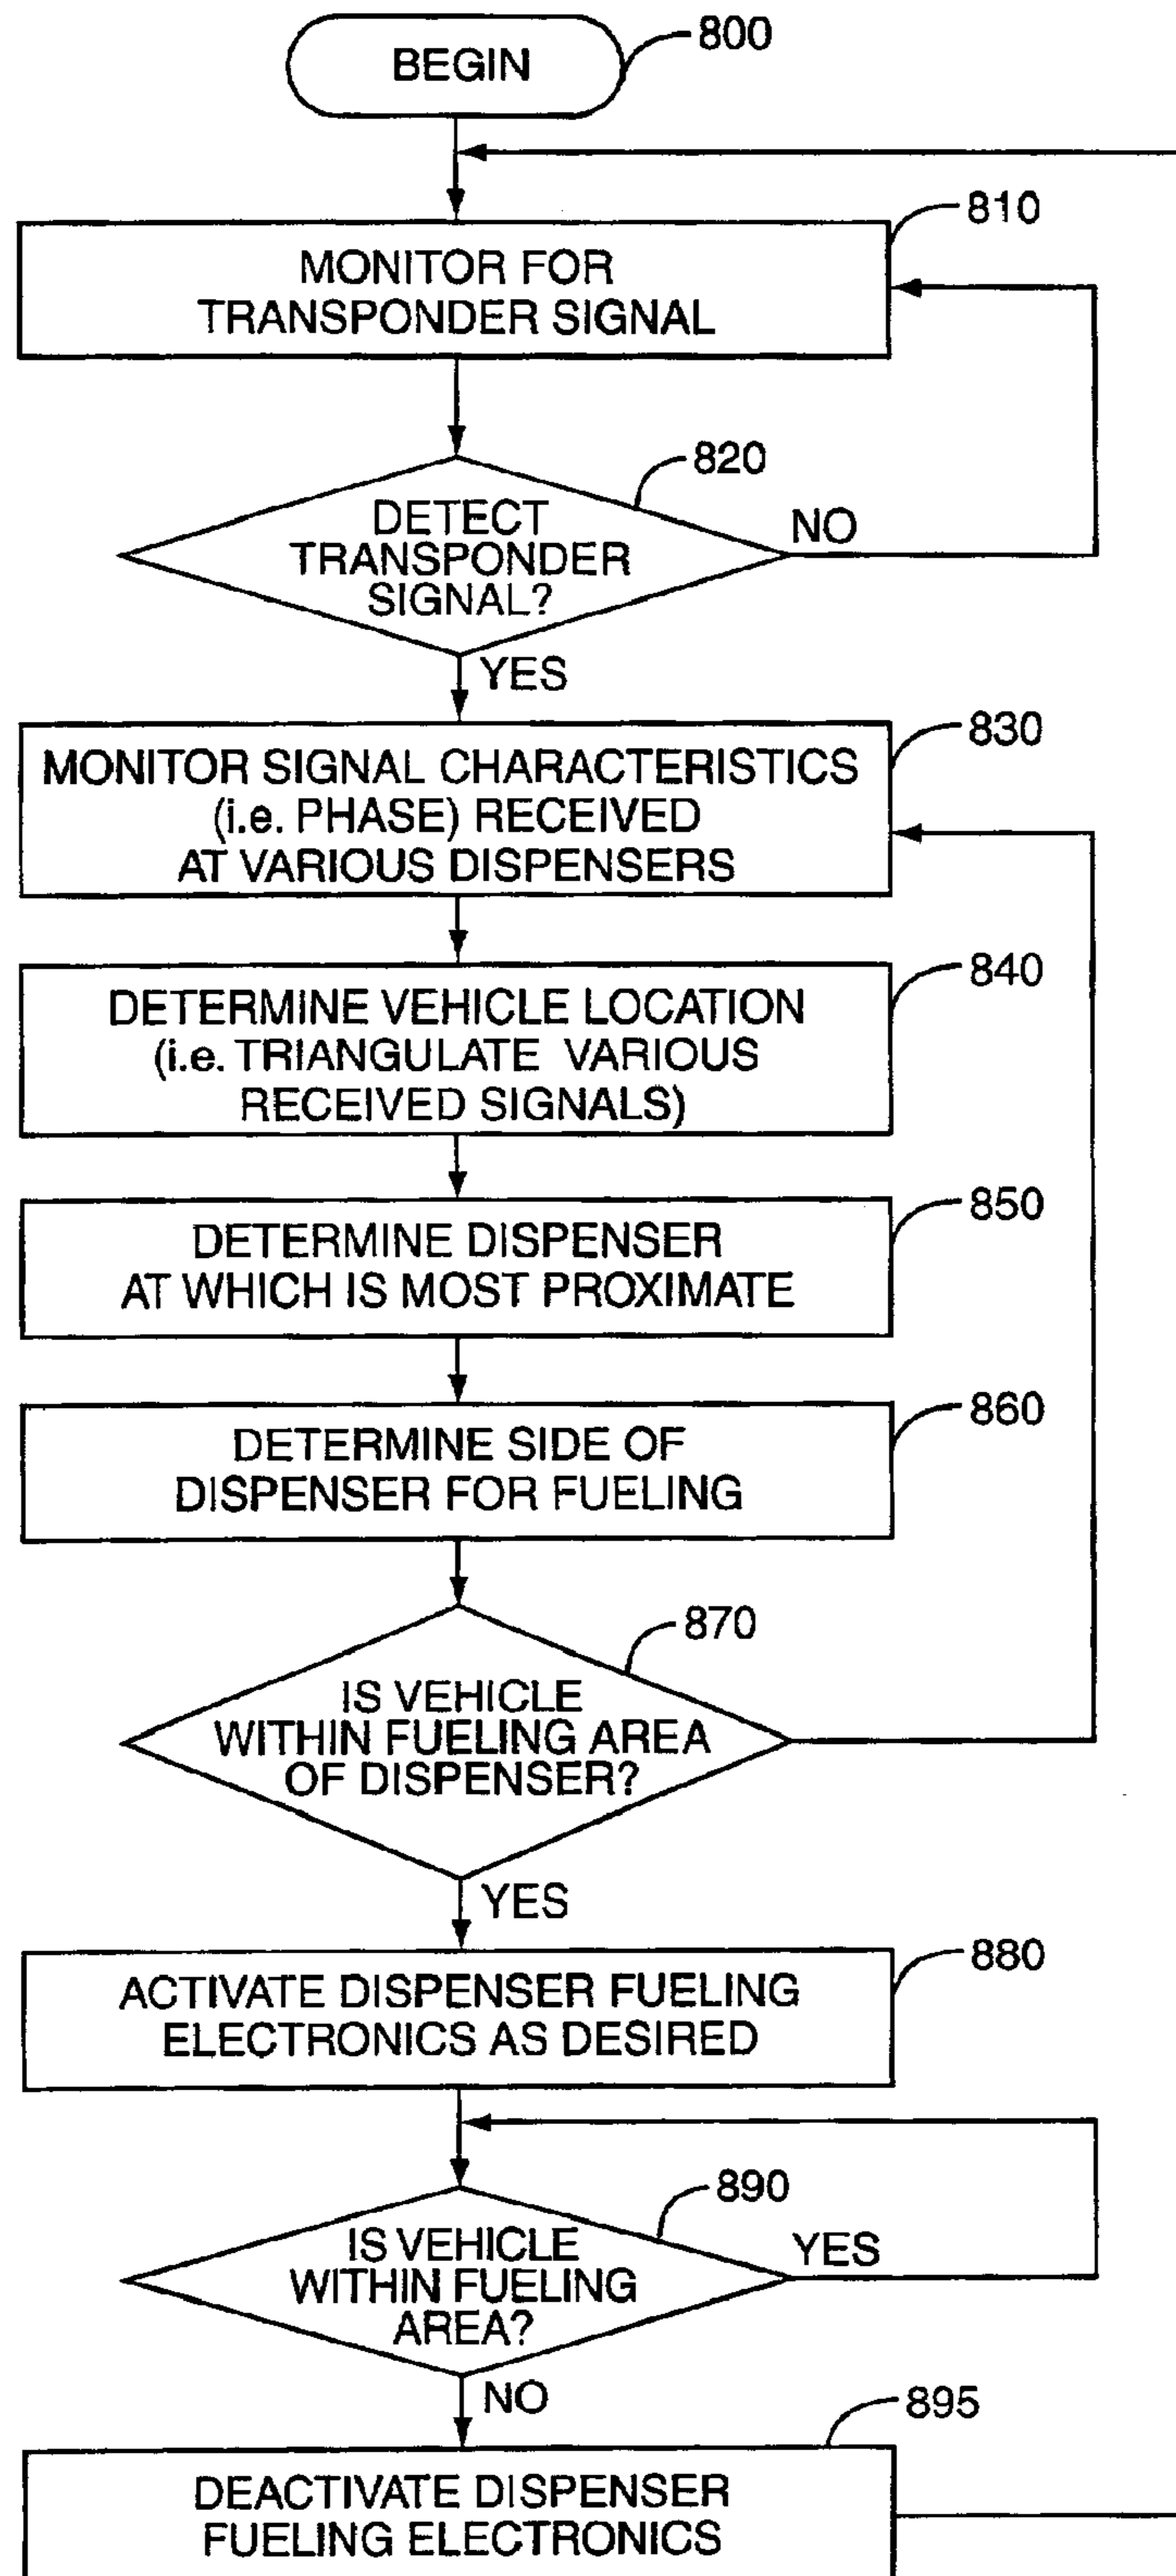 BEGIN
800
810
MONITOR FOR
TRANSPONDER SIGNAL
820
DETECT
TRANSPONDER
SIGNAL?
NO
YES
830
MONITOR SIGNAL CHARACTERISTICS
(i.e. PHASE) RECEIVED
AT VARIOUS DISPENSERS
840
DETERMINE VEHICLE LOCATION
(i.e. TRIANGULATE VARIOUS
RECEIVED SIGNALS)
850
DETERMINE DISPENSER
AT WHICH IS MOST PROXIMATE
860
DETERMINE SIDE OF
DISPENSER FOR FUELING
870
IS VEHICLE
WITHIN FUELING AREA
OF DISPENSER?
YES
880
ACTIVATE DISPENSER FUELING
ELECTRONICS AS DESIRED
890
IS VEHICLE
WITHIN FUELING
AREA?
YES
NO
895
DEACTIVATE DISPENSER
FUELING ELECTRONICS